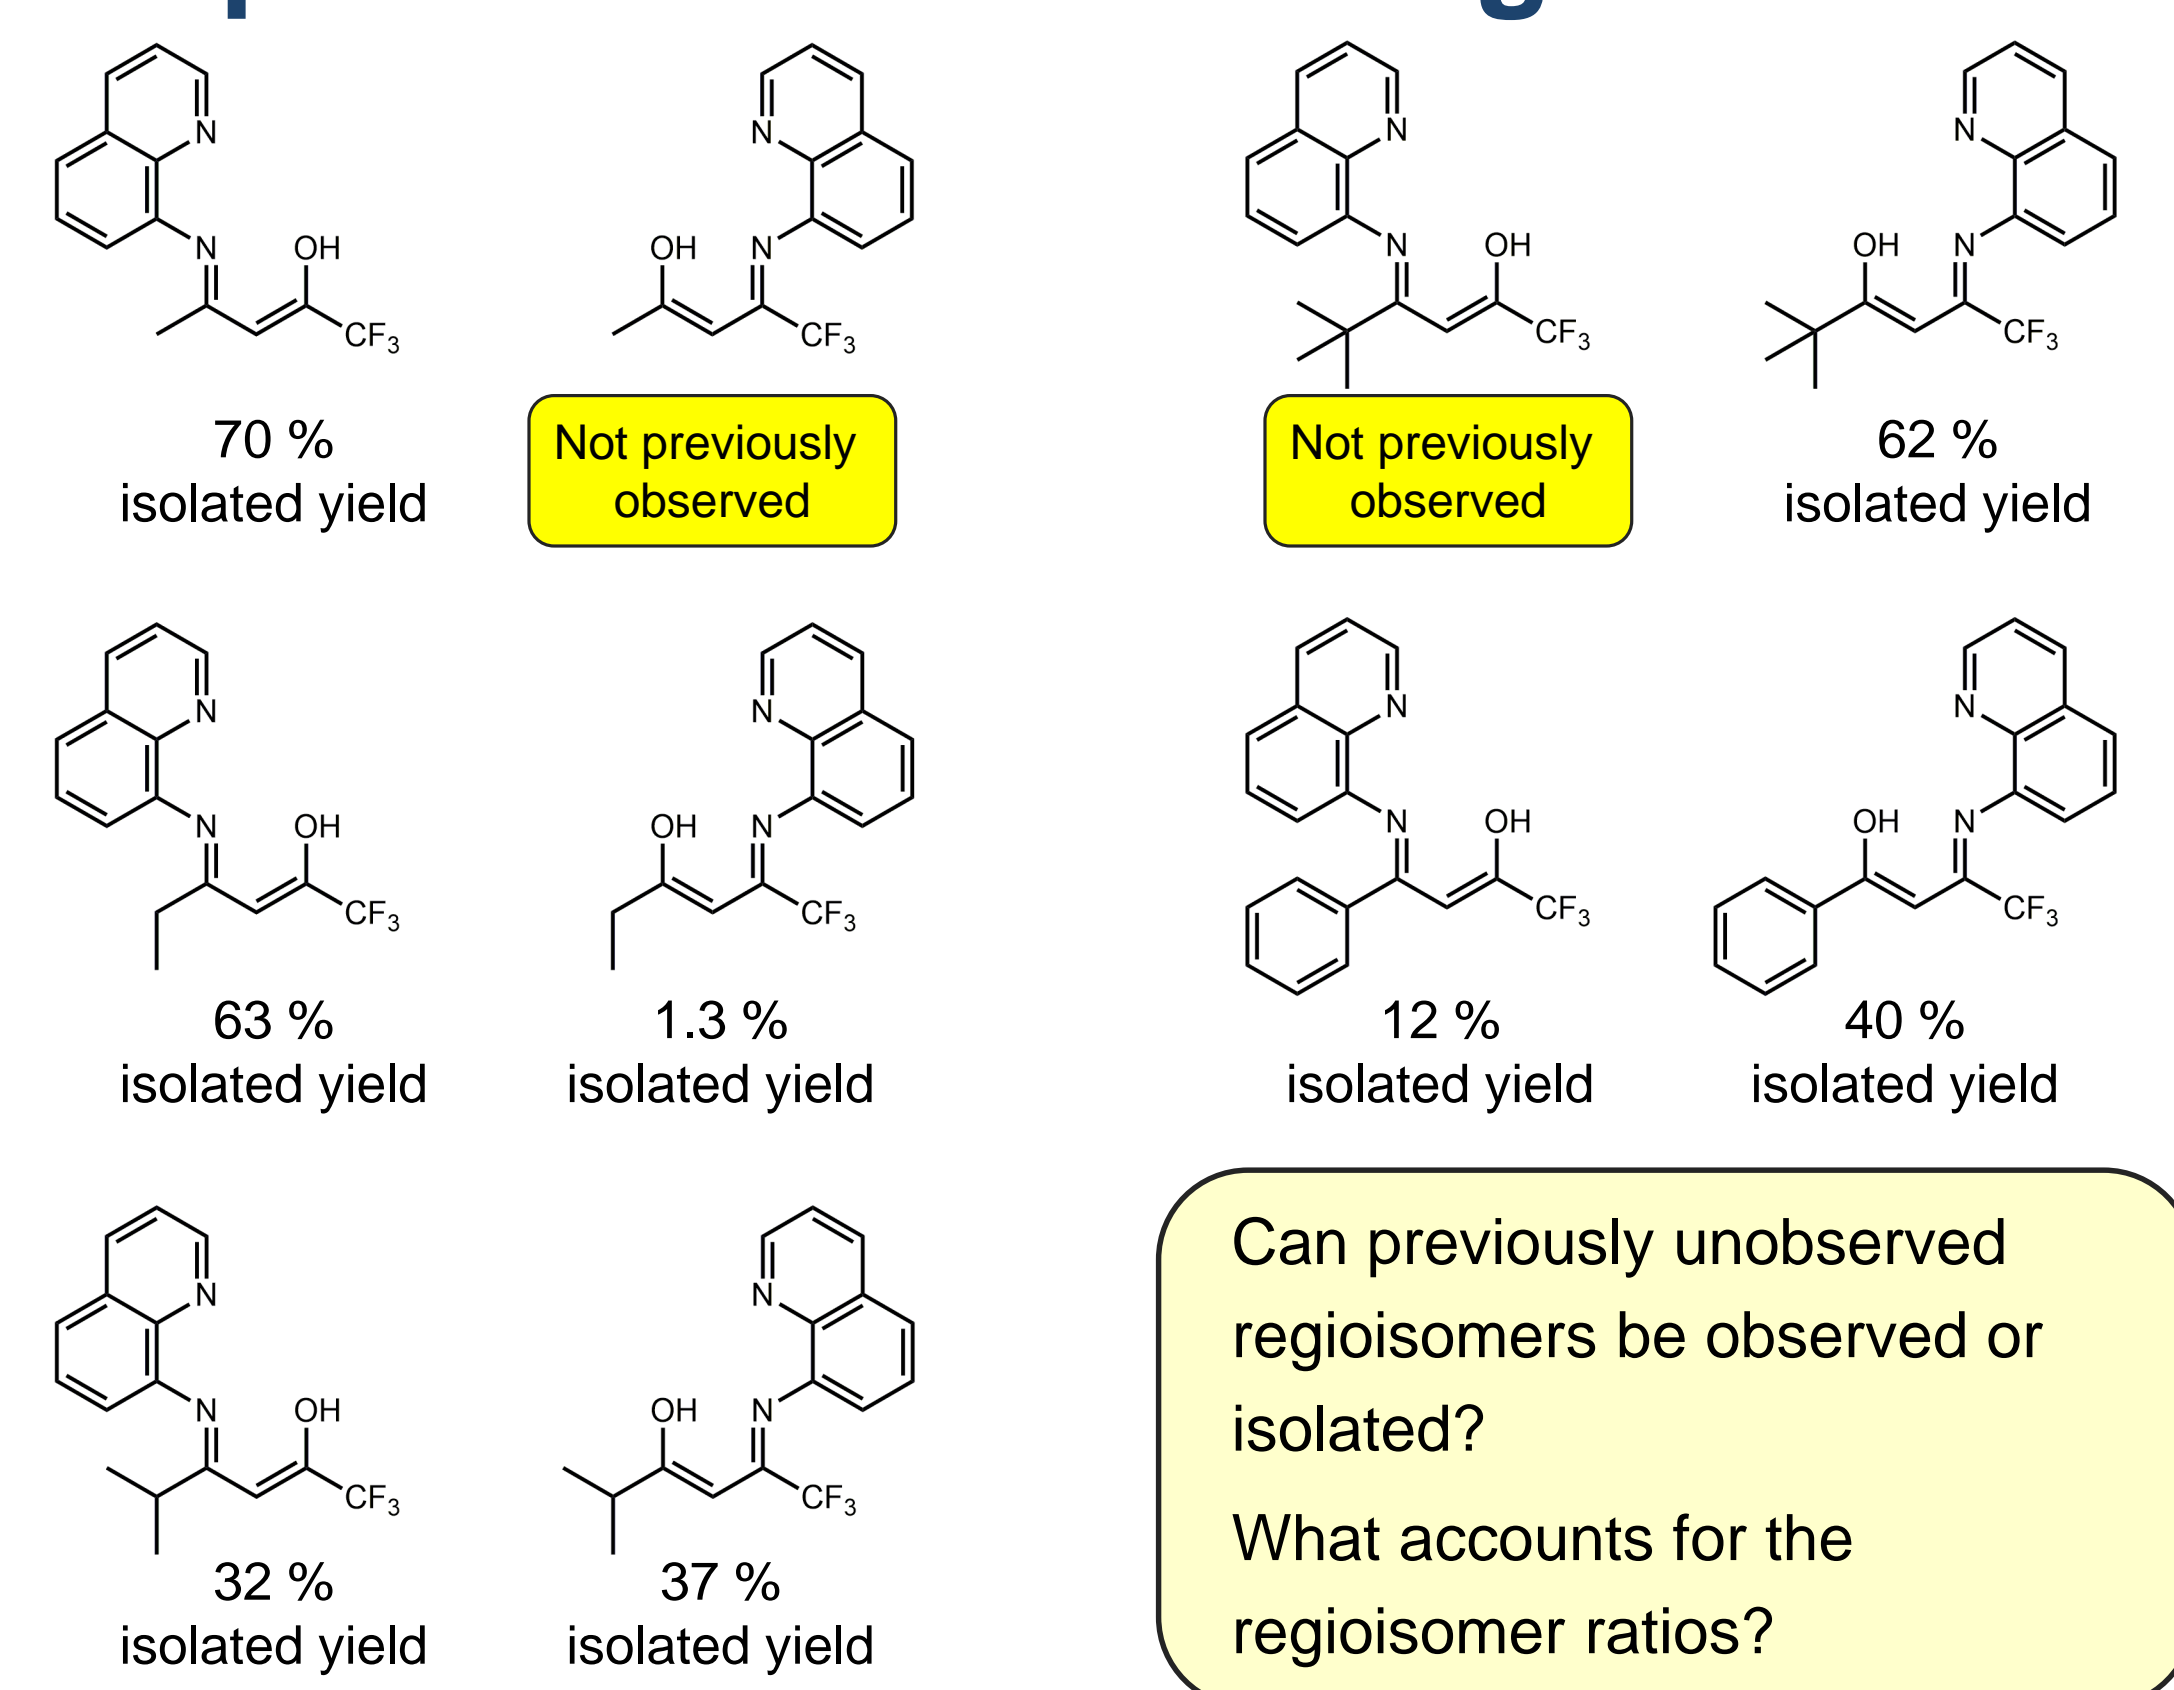 N
N
OH
CF3
70 %
isolated yield
N
OH
N
CF3
Not previously
observed
N
N
OH
CF3
Not previously
observed
N
OH
N
CF3
62 %
isolated yield
N
N
OH
CF3
63 %
isolated yield
N
OH
N
CF3
1.3 %
isolated yield
N
N
OH
CF3
12 %
isolated yield
N
OH
N
CF3
40 %
isolated yield
N
N
OH
CF3
32 %
isolated yield
N
OH
N
CF3
37 %
isolated yield
Can previously unobserved
regioisomers be observed or
isolated?
What accounts for the
regioisomer ratios?